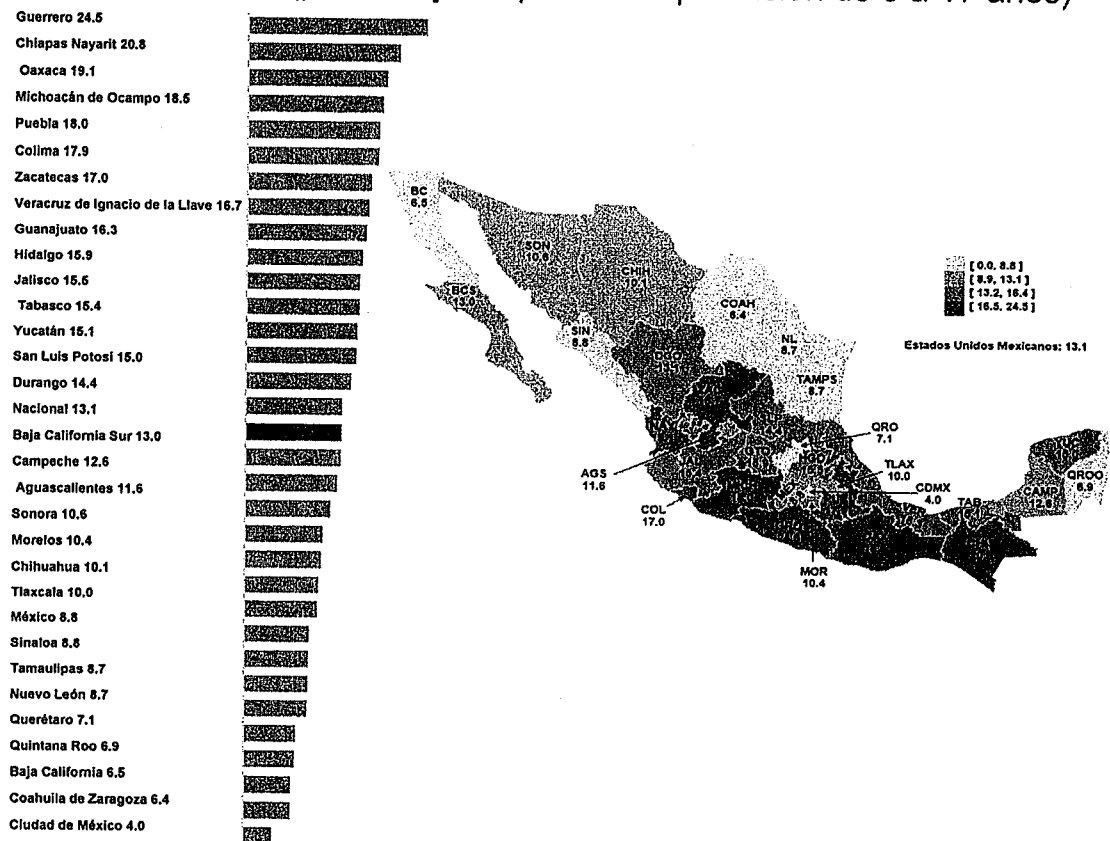 de 5 a 17 años)
Guerrero 24.5
Chiapas Nayarit 20.8
Oaxaca 19.1
Michoacán de Ocampo 18.5
Puebla 18.0
Colima 17.9
Zacatecas 17.0
Veracruz de Ignacio de la Llave 16.7
Guanajuato 16.3
Hidalgo 15.9
Jalisco 15.5
Tabasco 15.4
Yucatán 15.1
San Luis Potosí 15.0
Durango 14.4
Nacional 13.1
Baja California Sur 13.0
Campeche 12.6
Aguascalientes 11.6
Sonora 10.6
Morelos 10.4
Chihuahua 10.1
Tlaxcala 10.0
México 8.8
Sinaloa 8.8
Tamaulipas 8.7
Nuevo León 8.7
Querétaro 7.1
Quintana Roo 6.9
Baja California 6.5
Coahuila de Zaragoza 6.4
Ciudad de México 4.0
BC
6.5
SON
10.6
CHIH
10.1
BCS
13.0
COAH
6.4
SIN
8.8
NL
8.7
DGO
TAMPS
8.7
[ 0.0, 8.8 ]
[ 8.9, 13.1 ]
[ 13.2, 16.4 ]
[ 16.5, 24.5 ]
Estados Unidos Mexicanos: 13.1
QRO
7.1
AGS
11.6
TLAX
10.0
CDMX
4.0
COL
17.0
TAB
CAMP
12.6
QROO
6.9
MOR
10.4